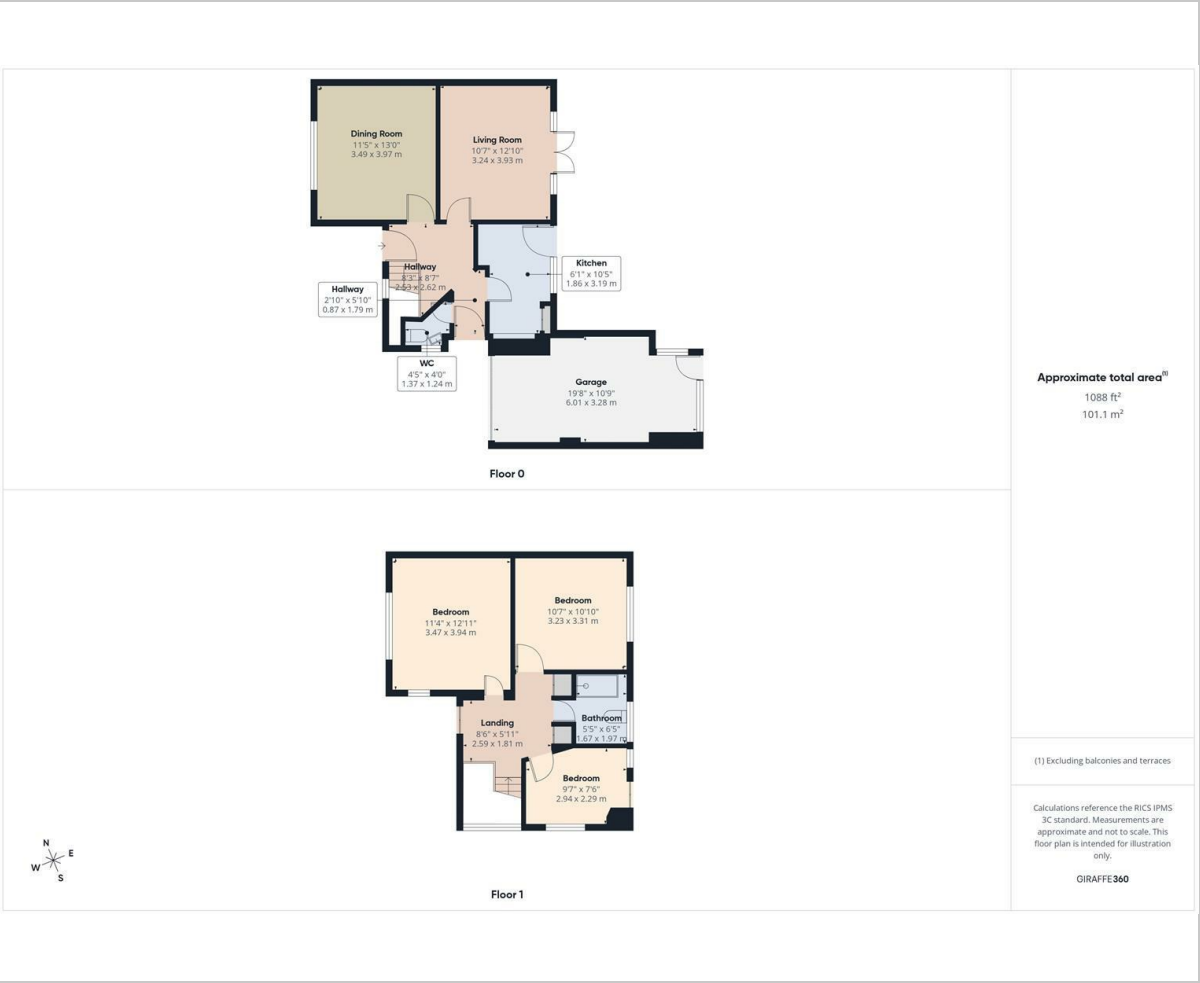 Dining Room
11'5" x 13'0"
3.49 x 3.97 m
Living Room
10'7" x 12'10"
3.24 x 3.93 m
Hallway
8'3" x 8'7"
2.53 x 2.62 m
Kitchen
6'1" x 10'5"
1.86 x 3.19 m
Hallway
2'10" x 5'10"
0.87 x 1.79 m
WC
4'5" x 4'0"
1.37 x 1.24 m
Garage
19'8" x 10'9"
6.01 x 3.28 m
Floor 0
Bedroom
11'4" x 12'11"
3.47 x 3.94 m
Bedroom
10'7" x 10'10"
3.23 x 3.31 m
Landing
8'6" x 5'11"
2.59 x 1.81 m
Bathroom
5'5" x 6'5"
1.67 x 1.97 m
Bedroom
9'7" x 7'6"
2.94 x 2.29 m
N
E
W
S
Floor 1
Approximate total area(1)
1088 ft²
101.1 m²
(1) Excluding balconies and terraces
Calculations reference the RICS IPMS
3C standard. Measurements are
approximate and not to scale. This
floor plan is intended for illustration
only.
GIRAFFE360